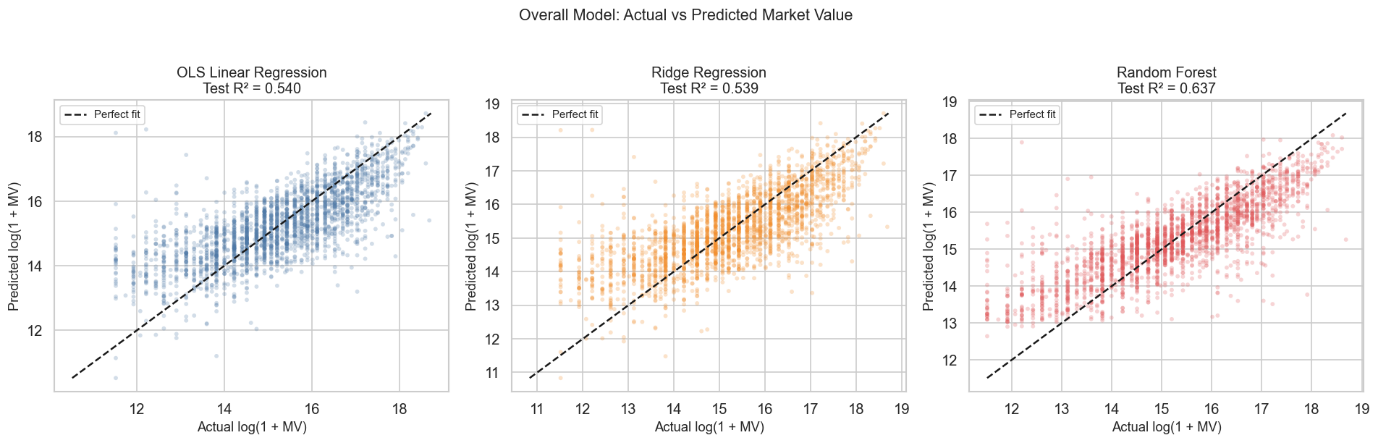 Overall Model: Actual vs Predicted Market Value
OLS Linear Regression
Test R² = 0.540
Perfect fit
18
16
14
12
Predicted log(1 + MV)
12
14
16
18
Actual log(1 + MV)
Ridge Regression
Test R² = 0.539
Perfect fit
19
18
17
16
15
14
13
12
11
Predicted log(1 + MV)
11
12
13
14
15
16
17
18
19
Actual log(1 + MV)
Random Forest
Test R² = 0.637
Perfect fit
19
18
17
16
15
14
13
12
Predicted log(1 + MV)
12
13
14
15
16
17
18
19
Actual log(1 + MV)